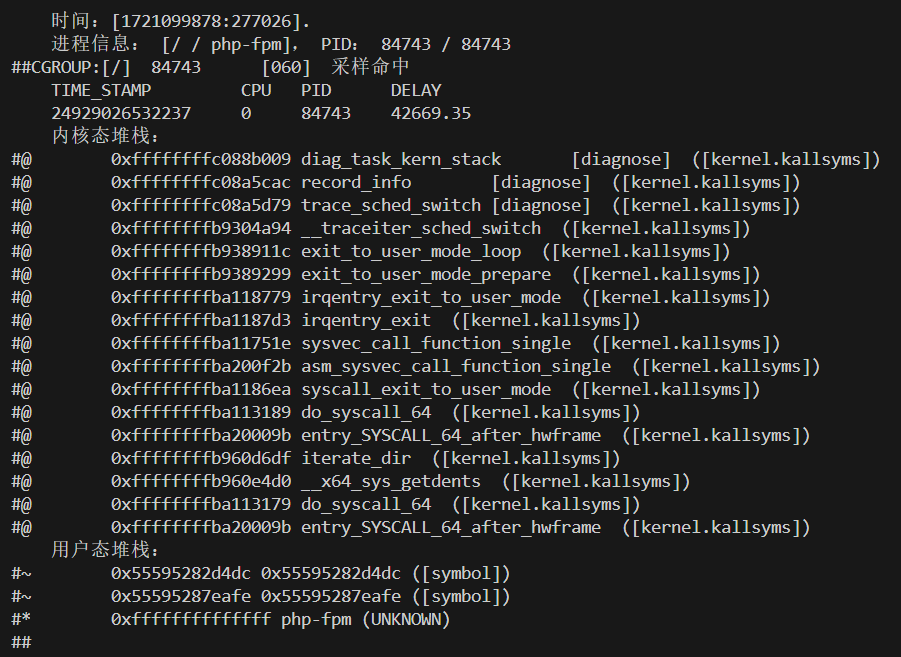 时间：[1721099878:277026].
进程信息： [/ / php-fpm]， PID： 84743 / 84743
##CGROUP:[/]  84743      [060]  采样命中
TIME_STAMP         CPU   PID      DELAY
24929026532237     0     84743    42669.35
内核态堆栈：
#@        0xffffffffc088b009 diag_task_kern_stack       [diagnose]  ([kernel.kallsyms])
#@        0xffffffffc08a5cac record_info        [diagnose]  ([kernel.kallsyms])
#@        0xffffffffc08a5d79 trace_sched_switch [diagnose]  ([kernel.kallsyms])
#@        0xffffffffb9304a94 __traceiter_sched_switch  ([kernel.kallsyms])
#@        0xffffffffb938911c exit_to_user_mode_loop  ([kernel.kallsyms])
#@        0xffffffffb9389299 exit_to_user_mode_prepare  ([kernel.kallsyms])
#@        0xffffffffba118779 irqentry_exit_to_user_mode  ([kernel.kallsyms])
#@        0xffffffffba1187d3 irqentry_exit  ([kernel.kallsyms])
#@        0xffffffffba11751e sysvec_call_function_single  ([kernel.kallsyms])
#@        0xffffffffba200f2b asm_sysvec_call_function_single  ([kernel.kallsyms])
#@        0xffffffffba1186ea syscall_exit_to_user_mode  ([kernel.kallsyms])
#@        0xffffffffba113189 do_syscall_64  ([kernel.kallsyms])
#@        0xffffffffba20009b entry_SYSCALL_64_after_hwframe  ([kernel.kallsyms])
#@        0xffffffffb960d6df iterate_dir  ([kernel.kallsyms])
#@        0xffffffffb960e4d0 __x64_sys_getdents  ([kernel.kallsyms])
#@        0xffffffffba113179 do_syscall_64  ([kernel.kallsyms])
#@        0xffffffffba20009b entry_SYSCALL_64_after_hwframe  ([kernel.kallsyms])
用户态堆栈：
#~        0x55595282d4dc 0x55595282d4dc ([symbol])
#~        0x55595287eafe 0x55595287eafe ([symbol])
#*        0xffffffffffffff php-fpm (UNKNOWN)
##